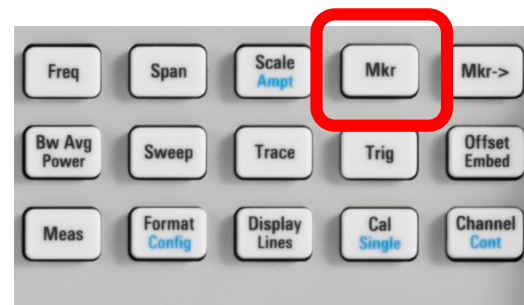 Freq Span Scale Mkr Mkr->
Ampt
Bw Avg Sweep Trace Trig Offset
Power Embed
Meas Format Display Cal Channel
Config Lines Single Cont